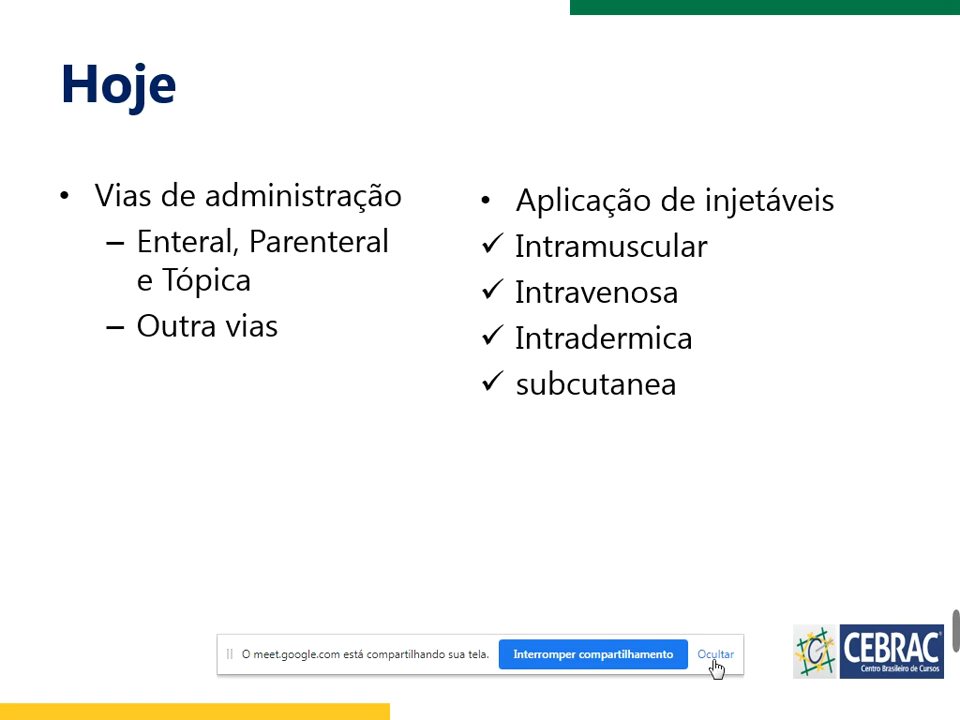 Hoje
• Vias de administração
– Enteral, Parenteral
e Tópica
– Outra vias
• Aplicação de injetáveis
✓ Intramuscular
✓ Intravenosa
✓ Intradermica
✓ subcutanea
O meet.google.com está compartilhando sua tela.
Interromper compartilhamento
Ocultar
CEBRAC
Centro Brasileiro de Cursos